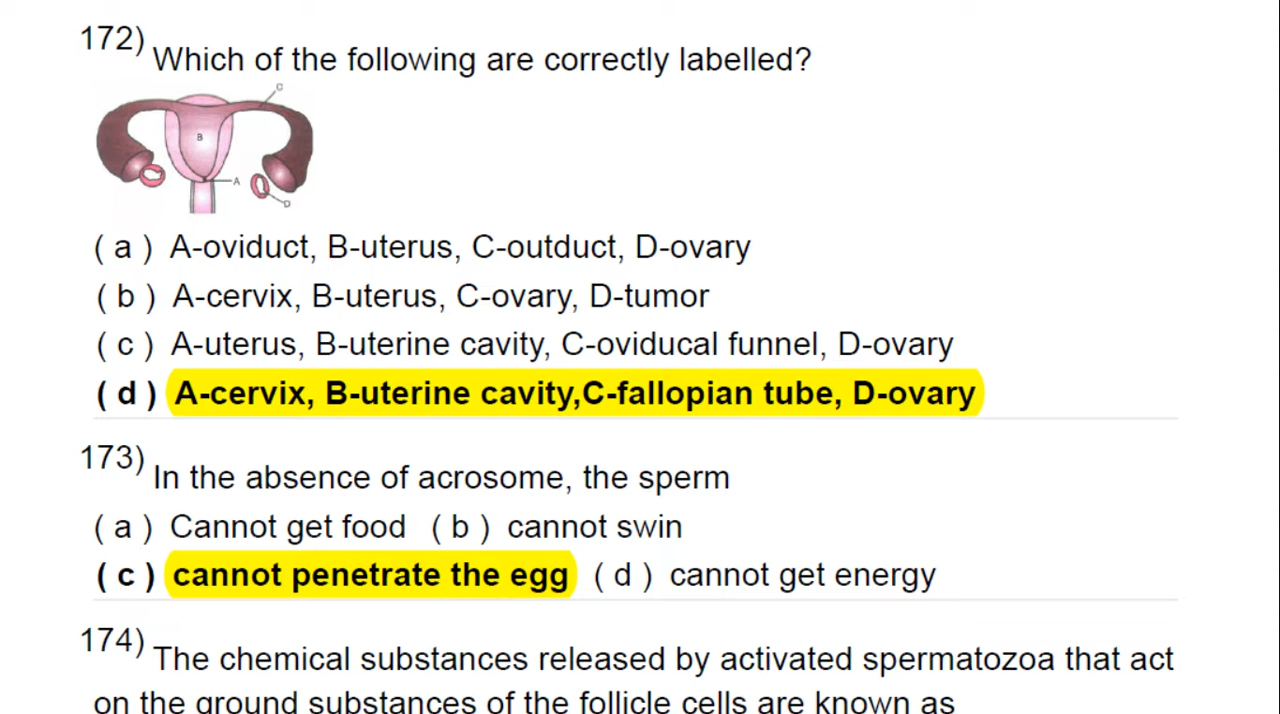 172) Which of the following are correctly labelled?
C
B
A
D
( a ) A-oviduct, B-uterus, C-outduct, D-ovary
( b ) A-cervix, B-uterus, C-ovary, D-tumor
( c ) A-uterus, B-uterine cavity, C-oviducal funnel, D-ovary
( d ) A-cervix, B-uterine cavity,C-fallopian tube, D-ovary
173) In the absence of acrosome, the sperm
( a ) Cannot get food ( b ) cannot swin
( c ) cannot penetrate the egg ( d ) cannot get energy
174) The chemical substances released by activated spermatozoa that act
on the ground substances of the follicle cells are known as